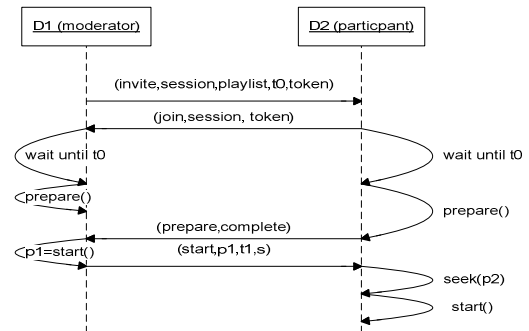 D1 (moderator)
D2 (particpant)
(invite,session,playlist,t0,token)
(join,session, token)
wait until t0
wait until t0
prepare()
prepare()
(prepare,complete)
p1=start()
(start,p1,t1,s)
seek(p2)
start()